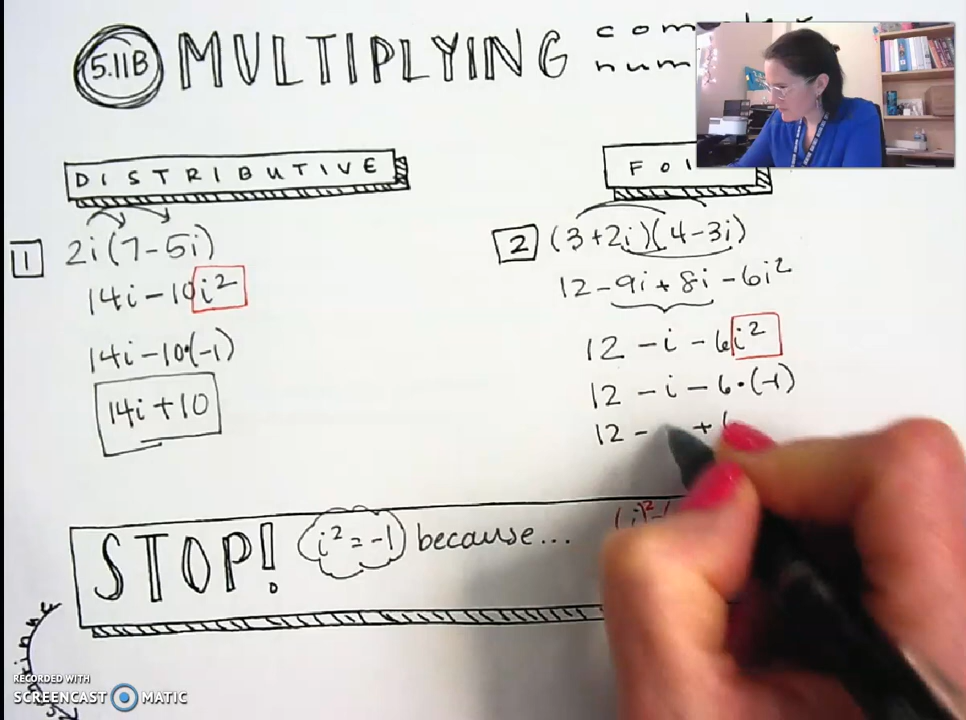 5.11B MULTIPLYING
DISTRIBUTIVE
1 2i(7-5i)
14i-10i²
14i-10•(-1)
14i+10
2 (3+2i)(4-3i)
12-9i+8i-6i²
12-i-6i²
12-i-6•(-1)
12-
STOP! i²=-1 because...
RECORDED WITH
SCREENCAST MATIC